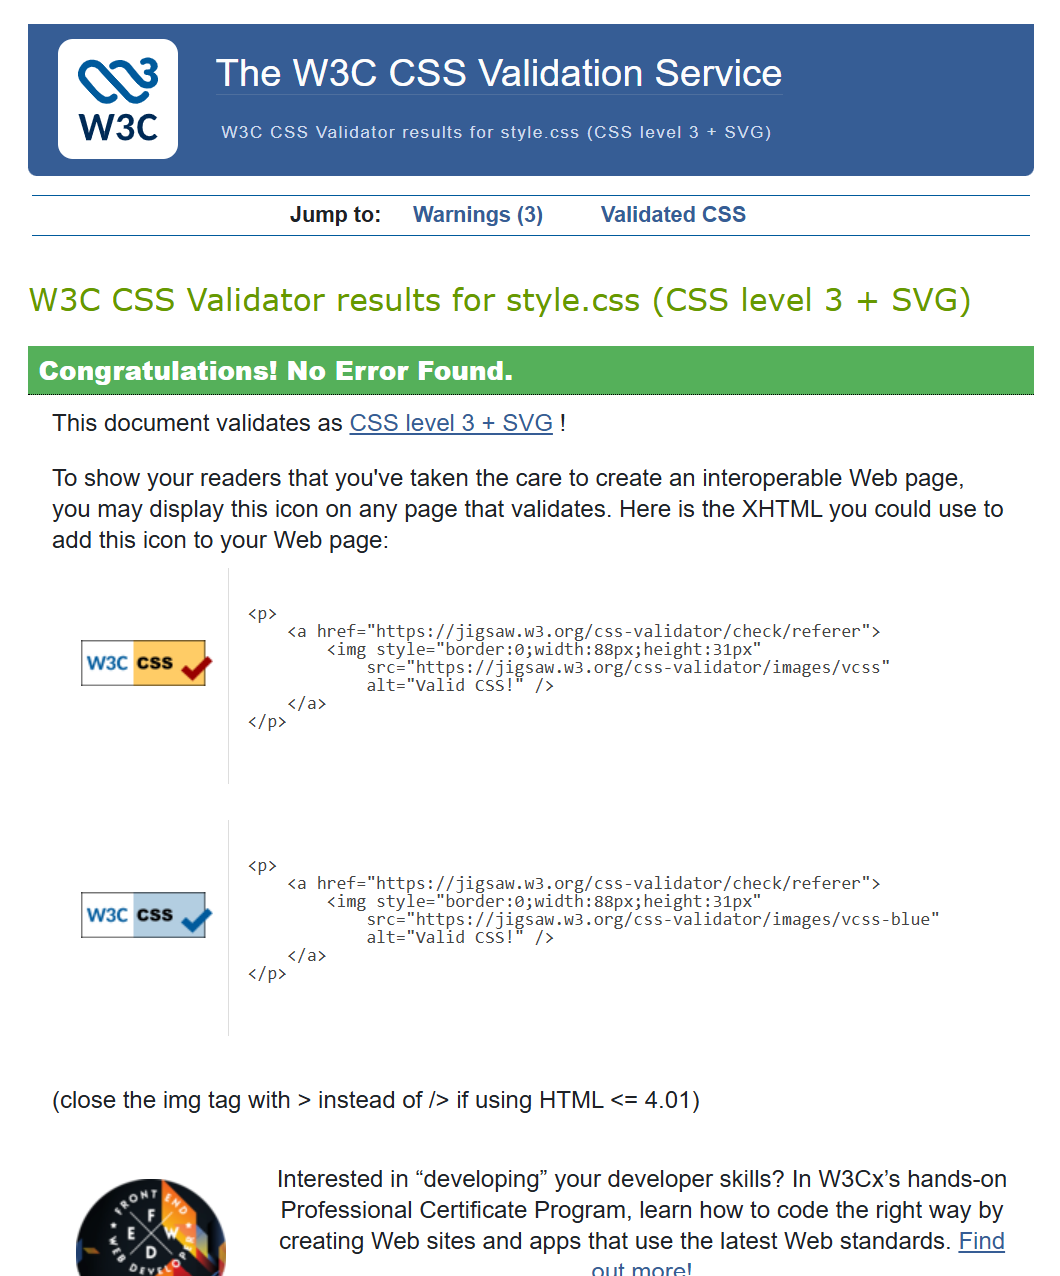 W3C
The W3C CSS Validation Service
W3C CSS Validator results for style.css (CSS level 3 + SVG)
Jump to: Warnings (3) Validated CSS
W3C CSS Validator results for style.css (CSS level 3 + SVG)
Congratulations! No Error Found.
This document validates as CSS level 3 + SVG !
To show your readers that you've taken the care to create an interoperable Web page,
you may display this icon on any page that validates. Here is the XHTML you could use to
add this icon to your Web page:
W3C css
<p>
    <a href="https://jigsaw.w3.org/css-validator/check/referer">
        <img style="border:0;width:88px;height:31px"
            src="https://jigsaw.w3.org/css-validator/images/vcss"
            alt="Valid CSS!" />
    </a>
</p>
W3C css
<p>
    <a href="https://jigsaw.w3.org/css-validator/check/referer">
        <img style="border:0;width:88px;height:31px"
            src="https://jigsaw.w3.org/css-validator/images/vcss-blue"
            alt="Valid CSS!" />
    </a>
</p>
(close the img tag with > instead of /> if using HTML <= 4.01)
FRONT END
WEB DEVELOPER
F E W D
Interested in “developing” your developer skills? In W3Cx’s hands-on
Professional Certificate Program, learn how to code the right way by
creating Web sites and apps that use the latest Web standards. Find
out more!